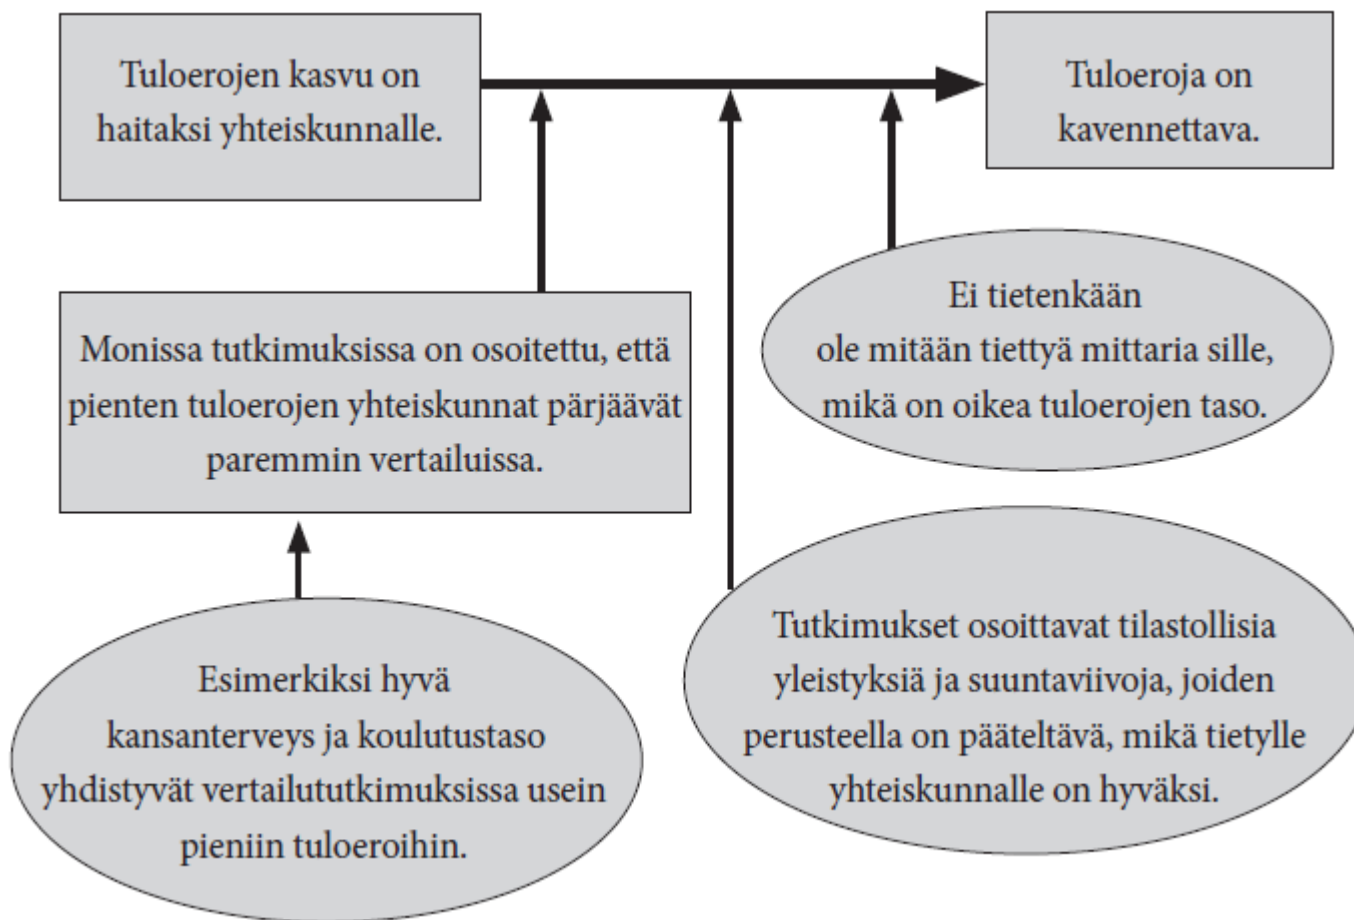 Tuloerojen kasvu on
haitaksi yhteiskunnalle.
Tuloeroja on
kavennettava.
Monissa tutkimuksissa on osoitettu, että
pienten tuloerojen yhteiskunnat pärjäävät
paremmin vertailuissa.
Ei tietenkään
ole mitään tiettyä mittaria sille,
mikä on oikea tuloerojen taso.
Esimerkiksi hyvä
kansanterveys ja koulutustaso
yhdistyvät vertailututkimuksissa usein
pieniin tuloeroihin.
Tutkimukset osoittavat tilastollisia
yleistyksiä ja suuntaviivoja, joiden
perusteella on pääteltävä, mikä tietylle
yhteiskunnalle on hyväksi.